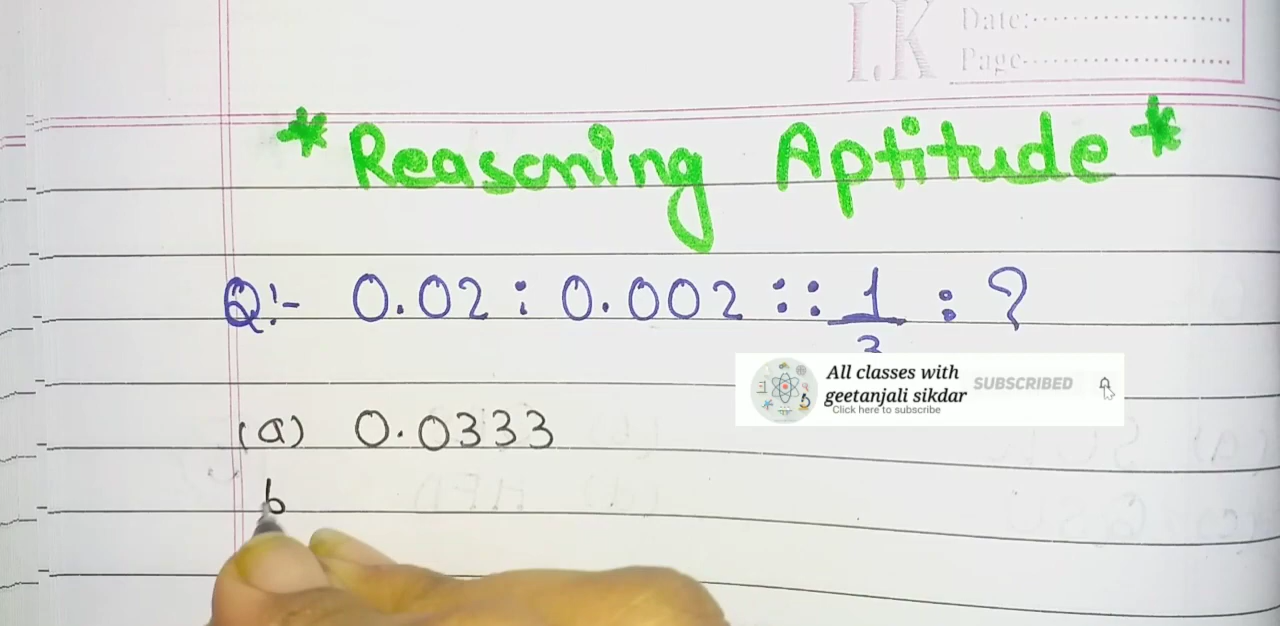 I.K
Date:
Page
* Reasoning Aptitude *
Q:- 0.02 : 0.002 :: 1/3 : ?
All classes with
geetanjali sikdar
Click here to subscribe
SUBSCRIBED
(a) 0.0333
b